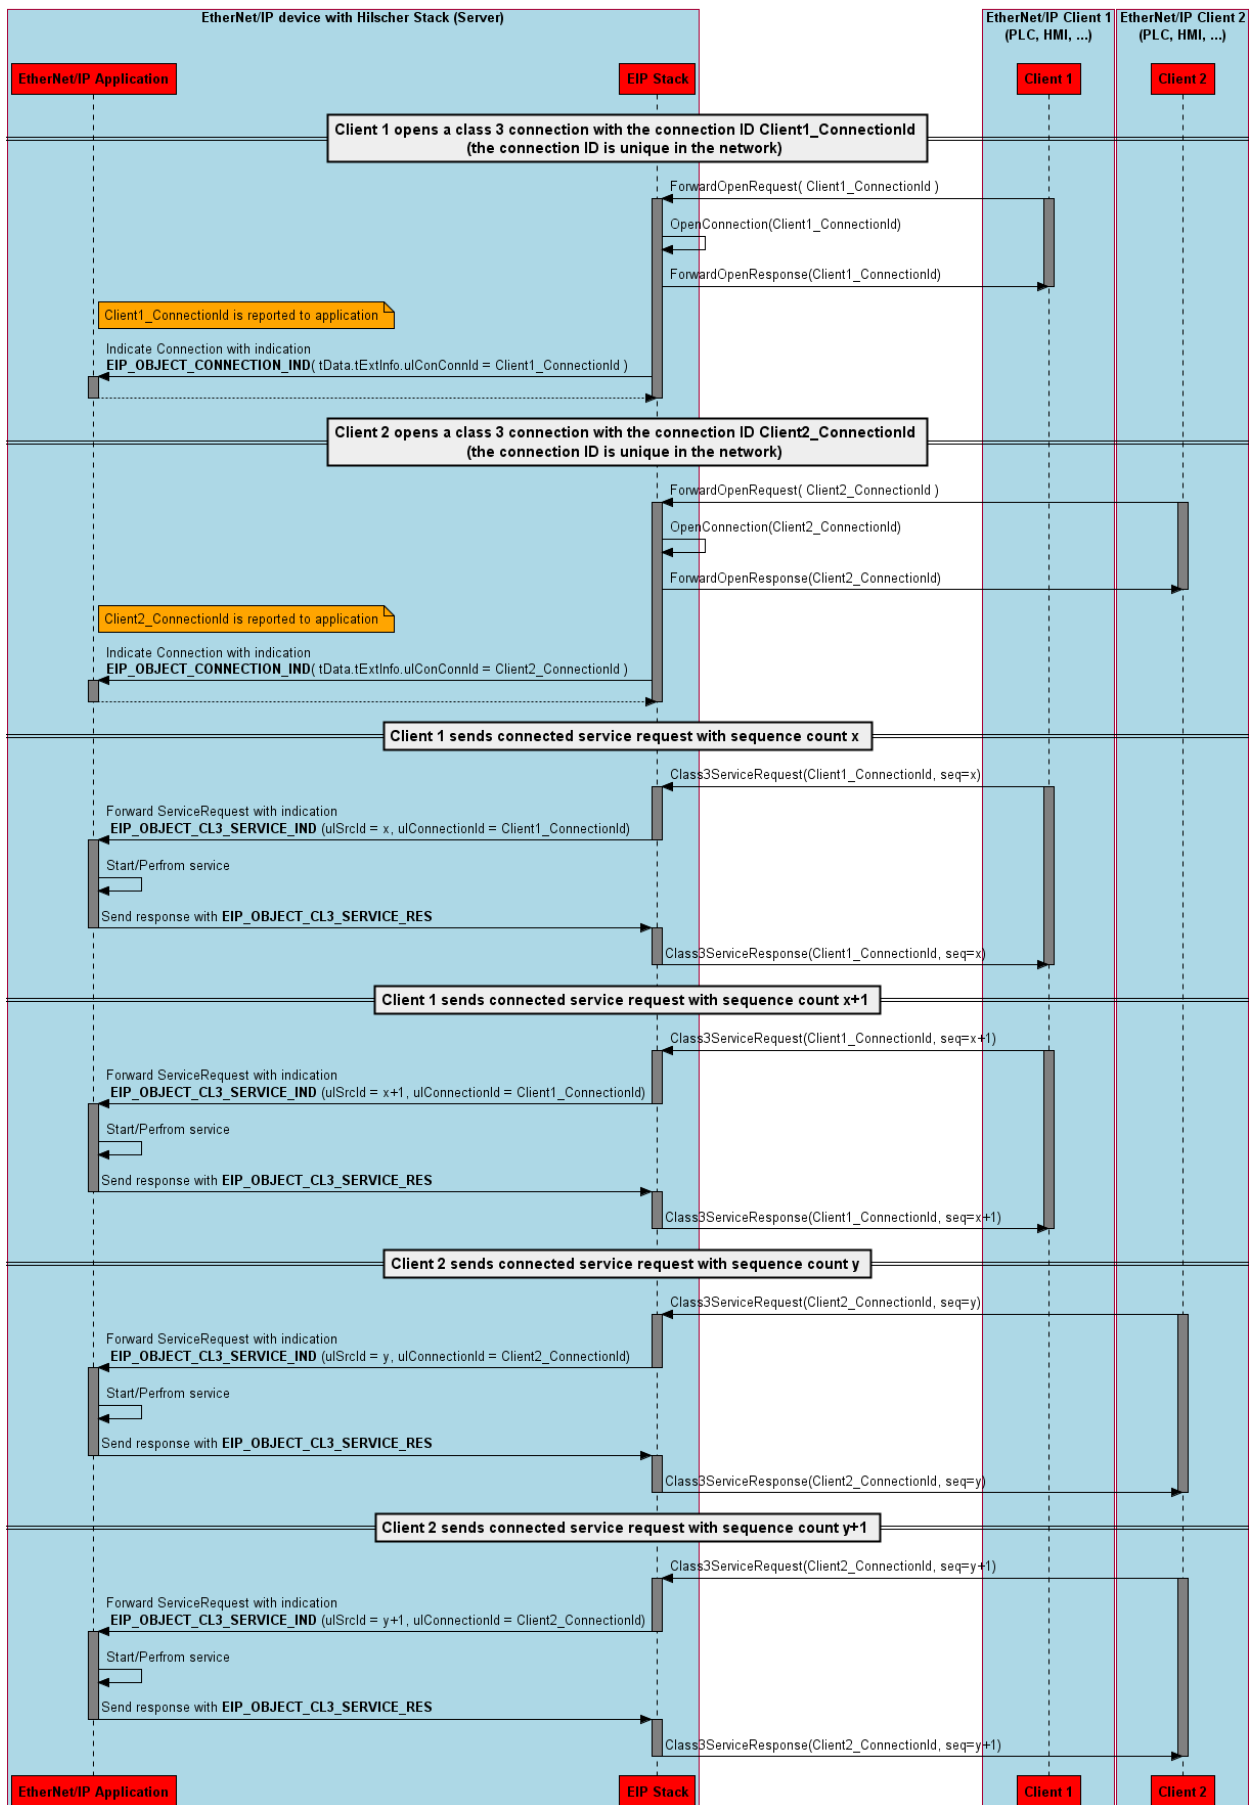 EtherNet/IP device with Hilscher Stack (Server)
EtherNet/IP Client 1
(PLC, HMI, ...)
EtherNet/IP Client 2
(PLC, HMI, ...)
EtherNet/IP Application
EIP Stack
Client 1
Client 2
Client 1 opens a class 3 connection with the connection ID Client1_ConnectionId
(the connection ID is unique in the network)
ForwardOpenRequest( Client1_ConnectionId )
OpenConnection(Client1_ConnectionId)
ForwardOpenResponse(Client1_ConnectionId)
Client1_ConnectionId is reported to application
Indicate Connection with indication
EIP_OBJECT_CONNECTION_IND( tData.tExtInfo.ulConConnId = Client1_ConnectionId )
Client 2 opens a class 3 connection with the connection ID Client2_ConnectionId
(the connection ID is unique in the network)
ForwardOpenRequest( Client2_ConnectionId )
OpenConnection(Client2_ConnectionId)
ForwardOpenResponse(Client2_ConnectionId)
Client2_ConnectionId is reported to application
Indicate Connection with indication
EIP_OBJECT_CONNECTION_IND( tData.tExtInfo.ulConConnId = Client2_ConnectionId )
Client 1 sends connected service request with sequence count x
Class3ServiceRequest(Client1_ConnectionId, seq=x)
Forward ServiceRequest with indication
EIP_OBJECT_CL3_SERVICE_IND (ulSrcId = x, ulConnectionId = Client1_ConnectionId)
Start/Perfrom service
Send response with EIP_OBJECT_CL3_SERVICE_RES
Class3ServiceResponse(Client1_ConnectionId, seq=x)
Client 1 sends connected service request with sequence count x+1
Class3ServiceRequest(Client1_ConnectionId, seq=x+1)
Forward ServiceRequest with indication
EIP_OBJECT_CL3_SERVICE_IND (ulSrcId = x+1, ulConnectionId = Client1_ConnectionId)
Start/Perfrom service
Send response with EIP_OBJECT_CL3_SERVICE_RES
Class3ServiceResponse(Client1_ConnectionId, seq=x+1)
Client 2 sends connected service request with sequence count y
Class3ServiceRequest(Client2_ConnectionId, seq=y)
Forward ServiceRequest with indication
EIP_OBJECT_CL3_SERVICE_IND (ulSrcId = y, ulConnectionId = Client2_ConnectionId)
Start/Perfrom service
Send response with EIP_OBJECT_CL3_SERVICE_RES
Class3ServiceResponse(Client2_ConnectionId, seq=y)
Client 2 sends connected service request with sequence count y+1
Class3ServiceRequest(Client2_ConnectionId, seq=y+1)
Forward ServiceRequest with indication
EIP_OBJECT_CL3_SERVICE_IND (ulSrcId = y+1, ulConnectionId = Client2_ConnectionId)
Start/Perfrom service
Send response with EIP_OBJECT_CL3_SERVICE_RES
Class3ServiceResponse(Client2_ConnectionId, seq=y+1)
EtherNet/IP Application
EIP Stack
Client 1
Client 2